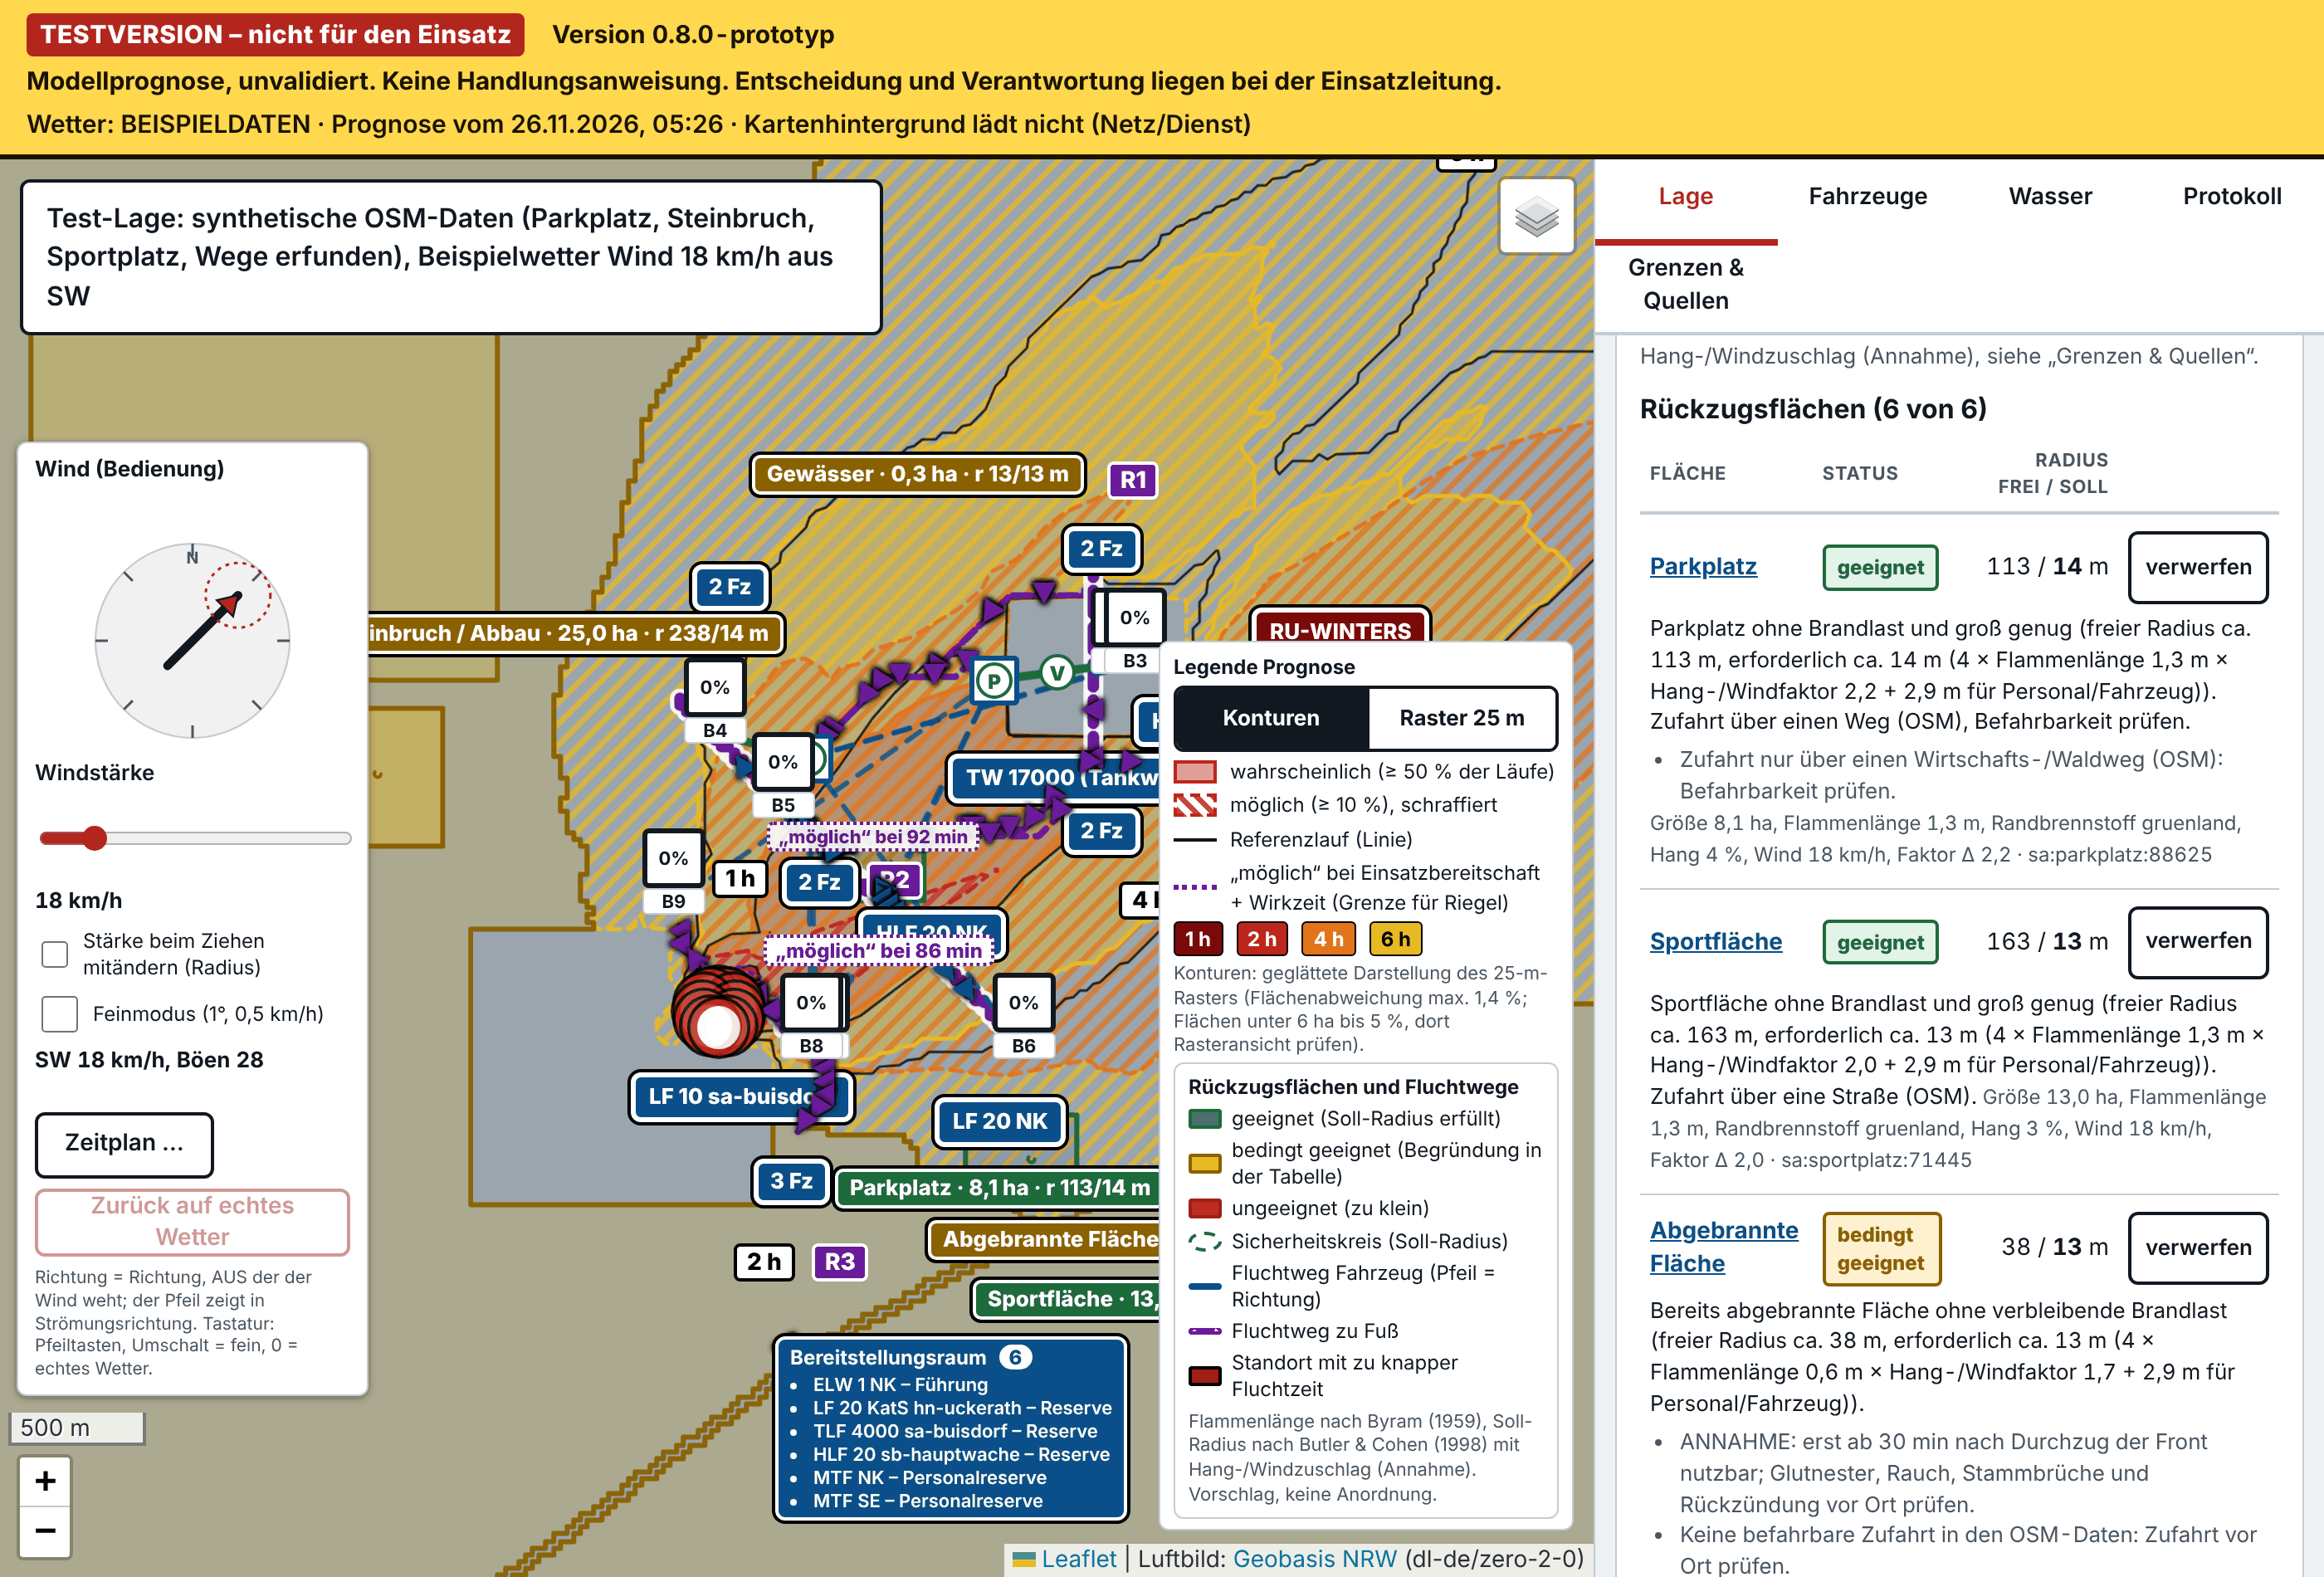 TESTVERSION – nicht für den Einsatz Version 0.8.0-prototyp
Modellprognose, unvalidiert. Keine Handlungsanweisung. Entscheidung und Verantwortung liegen bei der Einsatzleitung.
Wetter: BEISPIELDATEN · Prognose vom 26.11.2026, 05:26 · Kartenhintergrund lädt nicht (Netz/Dienst)
Test-Lage: synthetische OSM-Daten (Parkplatz, Steinbruch,
Sportplatz, Wege erfunden), Beispielwetter Wind 18 km/h aus
SW
Wind (Bedienung)
N
Windstärke
18 km/h
Stärke beim Ziehen
mitändern (Radius)
Feinmodus (1°, 0,5 km/h)
SW 18 km/h, Böen 28
Zeitplan ...
Zurück auf echtes
Wetter
Richtung = Richtung, AUS der der
Wind weht; der Pfeil zeigt in
Strömungsrichtung. Tastatur:
Pfeiltasten, Umschalt = fein, 0 =
echtes Wetter.
500 m
+
−
Gewässer · 0,3 ha · r 13/13 m
R1
2 Fz
2 Fz
inbruch / Abbau · 25,0 ha · r 238/14 m
0%
B3
RU-WINTERS
0%
B4
P
V
0%
B5
TW 17000 (Tankw
2 Fz
„möglich“ bei 92 min
0%
B9
1 h
2 Fz
R2
4
HLF 20 NK
„möglich“ bei 86 min
0%
B8
0%
B6
LF 10 sa-buisdo
LF 20 NK
3 Fz
Parkplatz · 8,1 ha · r 113/14 m
Abgebrannte Fläche
2 h
R3
Sportfläche · 13,
Bereitstellungsraum 6
ELW 1 NK – Führung
LF 20 KatS hn-uckerath – Reserve
TLF 4000 sa-buisdorf – Reserve
HLF 20 sb-hauptwache – Reserve
MTF NK – Personalreserve
MTF SE – Personalreserve
Legende Prognose
Konturen Raster 25 m
wahrscheinlich (≥ 50 % der Läufe)
möglich (≥ 10 %), schraffiert
Referenzlauf (Linie)
„möglich“ bei Einsatzbereitschaft
+ Wirkzeit (Grenze für Riegel)
1 h 2 h 4 h 6 h
Konturen: geglättete Darstellung des 25-m-
Rasters (Flächenabweichung max. 1,4 %;
Flächen unter 6 ha bis 5 %, dort
Rasteransicht prüfen).
Rückzugsflächen und Fluchtwege
geeignet (Soll-Radius erfüllt)
bedingt geeignet (Begründung in
der Tabelle)
ungeeignet (zu klein)
Sicherheitskreis (Soll-Radius)
Fluchtweg Fahrzeug (Pfeil =
Richtung)
Fluchtweg zu Fuß
Standort mit zu knapper
Fluchtzeit
Flammenlänge nach Byram (1959), Soll-
Radius nach Butler & Cohen (1998) mit
Hang-/Windzuschlag (Annahme).
Vorschlag, keine Anordnung.
Leaflet | Luftbild: Geobasis NRW (dl-de/zero-2-0)
Lage Fahrzeuge Wasser Protokoll
Grenzen &
Quellen
Hang-/Windzuschlag (Annahme), siehe „Grenzen & Quellen“.
Rückzugsflächen (6 von 6)
FLÄCHE STATUS RADIUS
FREI / SOLL
Parkplatz geeignet 113 / 14 m verwerfen
Parkplatz ohne Brandlast und groß genug (freier Radius ca.
113 m, erforderlich ca. 14 m (4 × Flammenlänge 1,3 m ×
Hang-/Windfaktor 2,2 + 2,9 m für Personal/Fahrzeug)).
Zufahrt über einen Weg (OSM), Befahrbarkeit prüfen.
Zufahrt nur über einen Wirtschafts-/Waldweg (OSM):
Befahrbarkeit prüfen.
Größe 8,1 ha, Flammenlänge 1,3 m, Randbrennstoff gruenland,
Hang 4 %, Wind 18 km/h, Faktor Δ 2,2 · sa:parkplatz:88625
Sportfläche geeignet 163 / 13 m verwerfen
Sportfläche ohne Brandlast und groß genug (freier Radius
ca. 163 m, erforderlich ca. 13 m (4 × Flammenlänge 1,3 m ×
Hang-/Windfaktor 2,0 + 2,9 m für Personal/Fahrzeug)).
Zufahrt über eine Straße (OSM). Größe 13,0 ha, Flammenlänge
1,3 m, Randbrennstoff gruenland, Hang 3 %, Wind 18 km/h,
Faktor Δ 2,0 · sa:sportplatz:71445
Abgebrannte
Fläche
bedingt
geeignet
38 / 13 m verwerfen
Bereits abgebrannte Fläche ohne verbleibende Brandlast
(freier Radius ca. 38 m, erforderlich ca. 13 m (4 ×
Flammenlänge 0,6 m × Hang-/Windfaktor 1,7 + 2,9 m für
Personal/Fahrzeug)).
ANNAHME: erst ab 30 min nach Durchzug der Front
nutzbar; Glutnester, Rauch, Stammbrüche und
Rückzündung vor Ort prüfen.
Keine befahrbare Zufahrt in den OSM-Daten: Zufahrt vor
Ort prüfen.